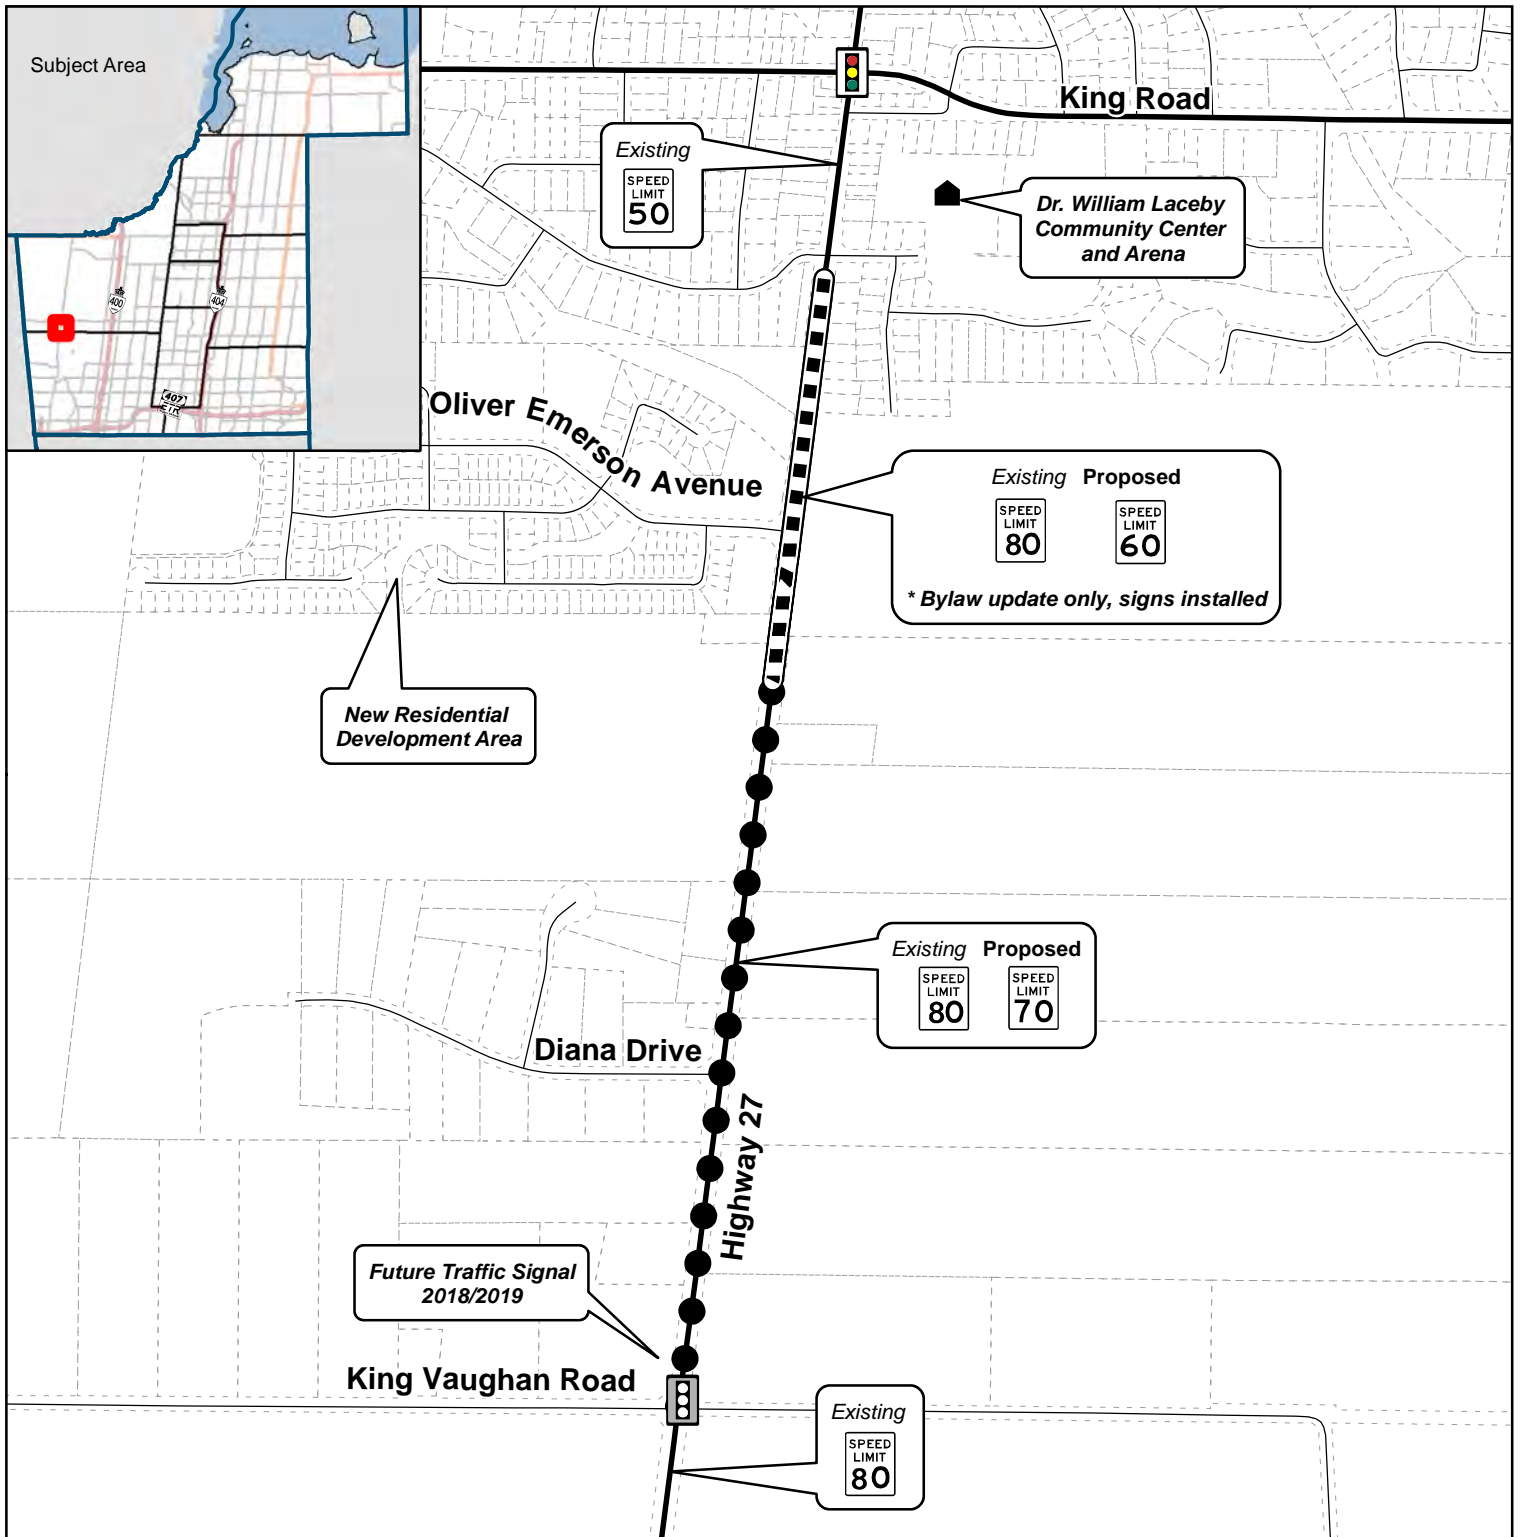 Subject Area
400
404
407
ETR
King Road
Existing
SPEED
LIMIT
50
Dr. William Laceby
Community Center
and Arena
Oliver Emerson Avenue
Existing Proposed
SPEED
LIMIT
80
SPEED
LIMIT
60
* Bylaw update only, signs installed
New Residential
Development Area
Existing Proposed
SPEED
LIMIT
80
SPEED
LIMIT
70
Diana Drive
Highway 27
Future Traffic Signal
2018/2019
King Vaughan Road
Existing
SPEED
LIMIT
80